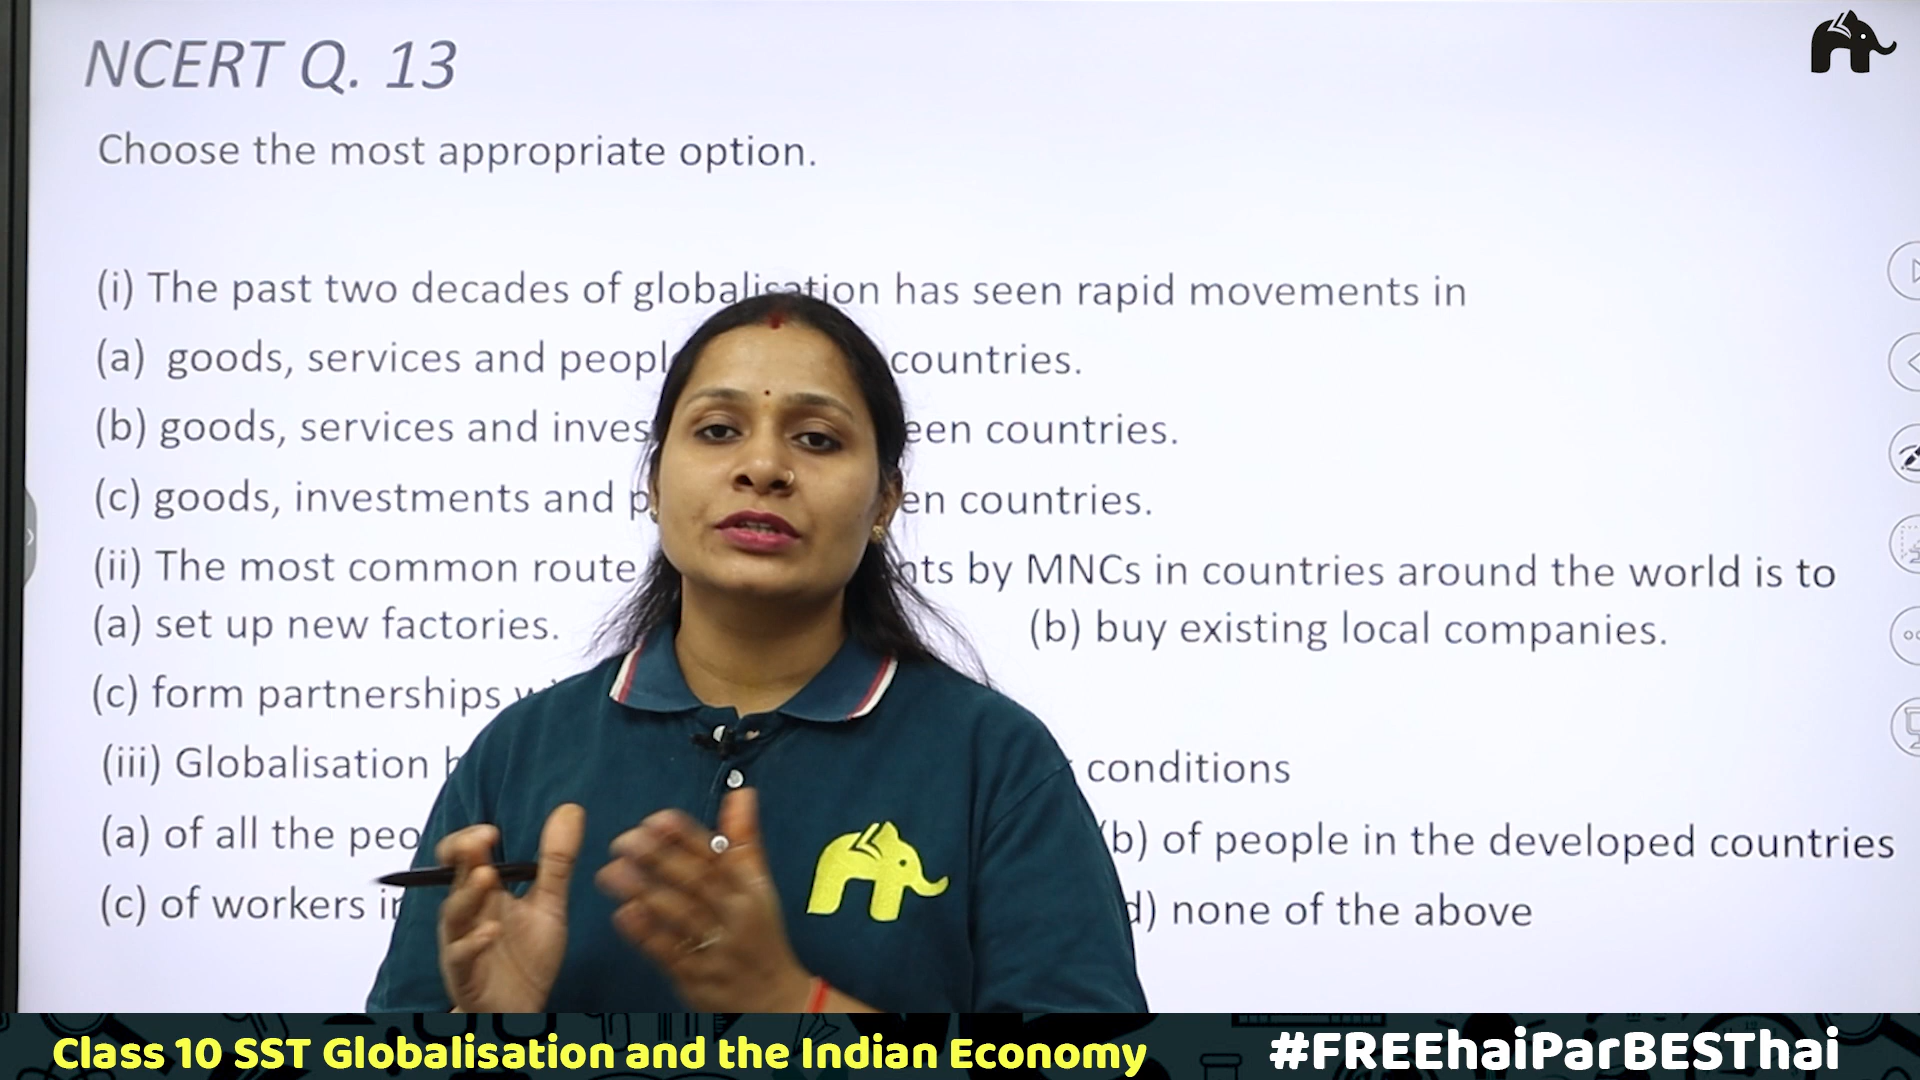 NCERT Q. 13
Choose the most appropriate option.
(i) The past two decades of globalisation has seen rapid movements in
(a) goods, services and peopl countries.
(b) goods, services and inves een countries.
(c) goods, investments and p en countries.
(ii) The most common route nts by MNCs in countries around the world is to
(a) set up new factories. (b) buy existing local companies.
(c) form partnerships
(iii) Globalisation conditions
(a) of all the peo (b) of people in the developed countries
(c) of workers d) none of the above
Class 10 SST Globalisation and the Indian Economy #FREEhaiParBESThai